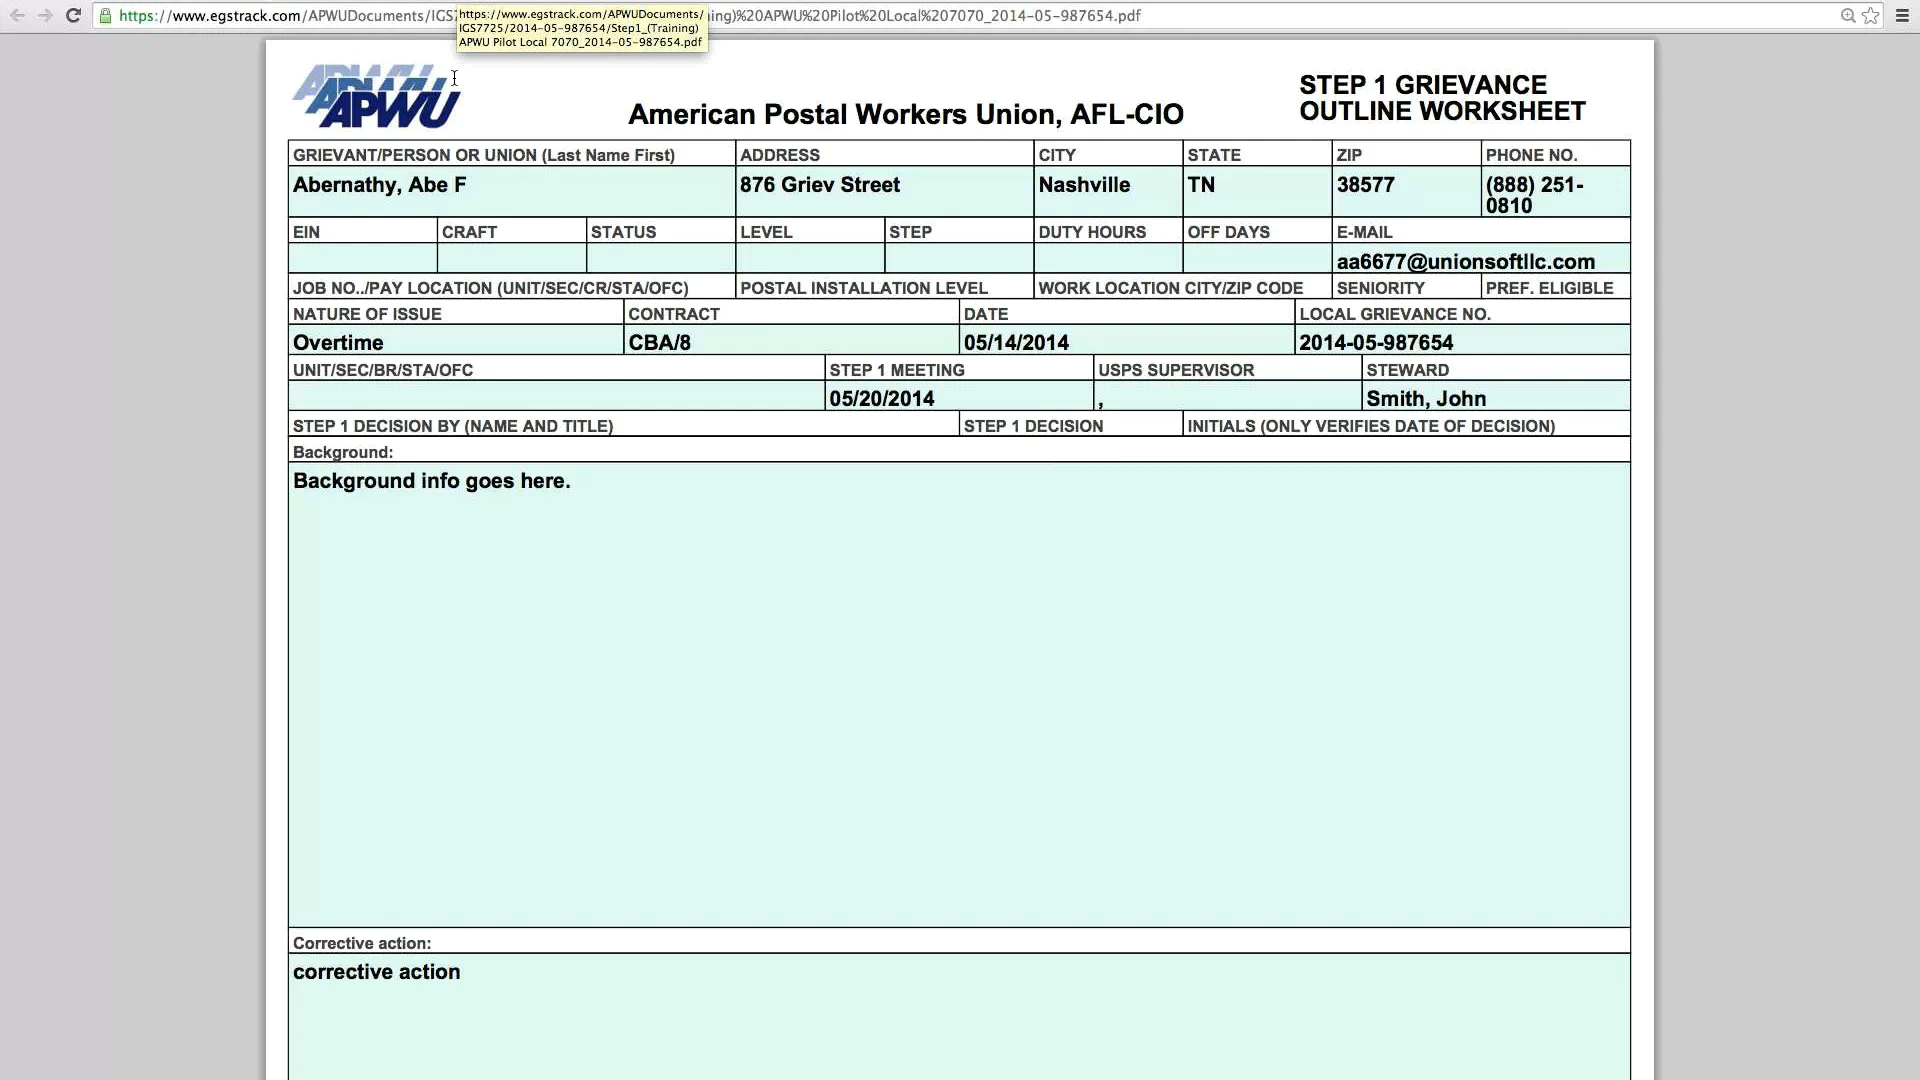 https://www.egstrack.com/APWUDocuments/IGS7 ing)%20APWU%20Pilot%20Local%207070_2014-05-987654.pdf
https://www.egstrack.com/APWUDocuments/
IGS7725/2014-05-987654/Step1_(Training)
APWU Pilot Local 7070_2014-05-987654.pdf
APWU
American Postal Workers Union, AFL-CIO
STEP 1 GRIEVANCE
OUTLINE WORKSHEET
GRIEVANT/PERSON OR UNION (Last Name First) ADDRESS CITY STATE ZIP PHONE NO.
Abernathy, Abe F 876 Griev Street Nashville TN 38577 (888) 251-
0810
EIN CRAFT STATUS LEVEL STEP DUTY HOURS OFF DAYS E-MAIL
aa6677@unionsoftllc.com
JOB NO../PAY LOCATION (UNIT/SEC/CR/STA/OFC) POSTAL INSTALLATION LEVEL WORK LOCATION CITY/ZIP CODE SENIORITY PREF. ELIGIBLE
NATURE OF ISSUE CONTRACT DATE LOCAL GRIEVANCE NO.
Overtime CBA/8 05/14/2014 2014-05-987654
UNIT/SEC/BR/STA/OFC STEP 1 MEETING USPS SUPERVISOR STEWARD
05/20/2014 , Smith, John
STEP 1 DECISION BY (NAME AND TITLE) STEP 1 DECISION INITIALS (ONLY VERIFIES DATE OF DECISION)
Background:
Background info goes here.
Corrective action:
corrective action